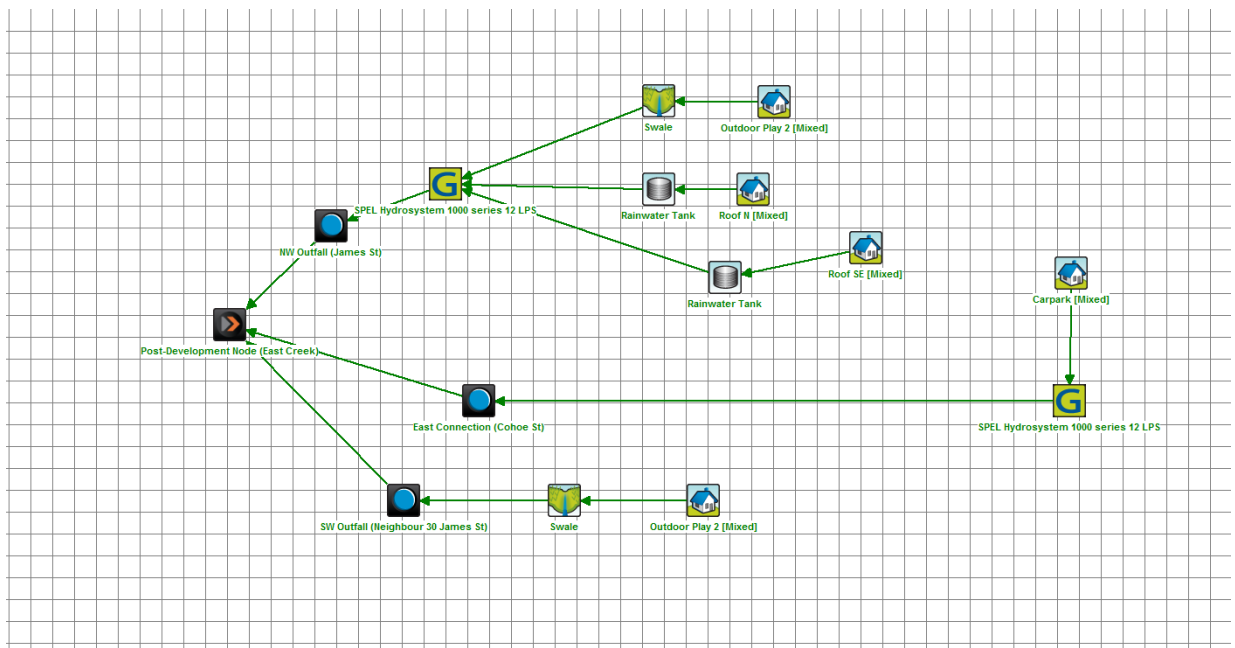 Swale
Outdoor Play 2 [Mixed]
G
SPEL Hydrosystem 1000 series 12 LPS
Rainwater Tank
Roof N [Mixed]
NW Outfall (James St)
Roof SE [Mixed]
Rainwater Tank
Carpark [Mixed]
Post-Development Node (East Creek)
G
East Connection (Cohoe St)
SPEL Hydrosystem 1000 series 12 LPS
SW Outfall (Neighbour 30 James St)
Swale
Outdoor Play 2 [Mixed]